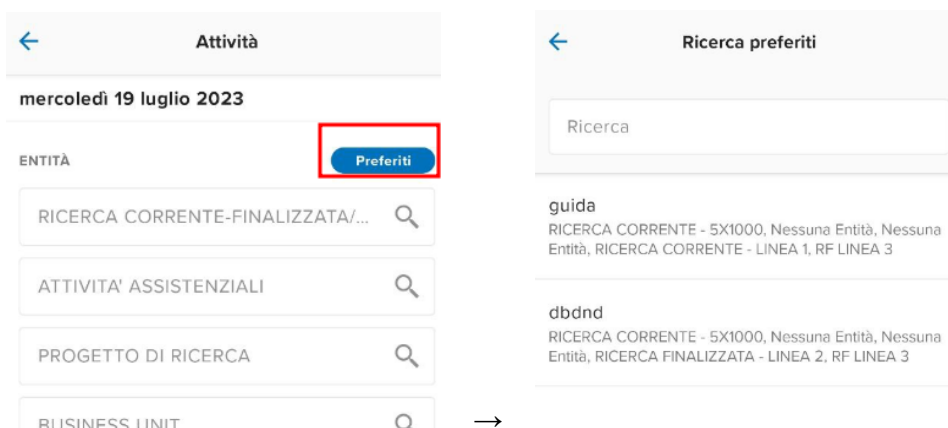 ← Attività
mercoledì 19 luglio 2023
ENTITÀ Preferiti
RICERCA CORRENTE-FINALIZZATA/...
ATTIVITA' ASSISTENZIALI
PROGETTO DI RICERCA
BUSINESS UNIT
→
← Ricerca preferiti
Ricerca
guida
RICERCA CORRENTE - 5X1000, Nessuna Entità, Nessuna
Entità, RICERCA CORRENTE - LINEA 1, RF LINEA 3
dbdnd
RICERCA CORRENTE - 5X1000, Nessuna Entità, Nessuna
Entità, RICERCA FINALIZZATA - LINEA 2, RF LINEA 3